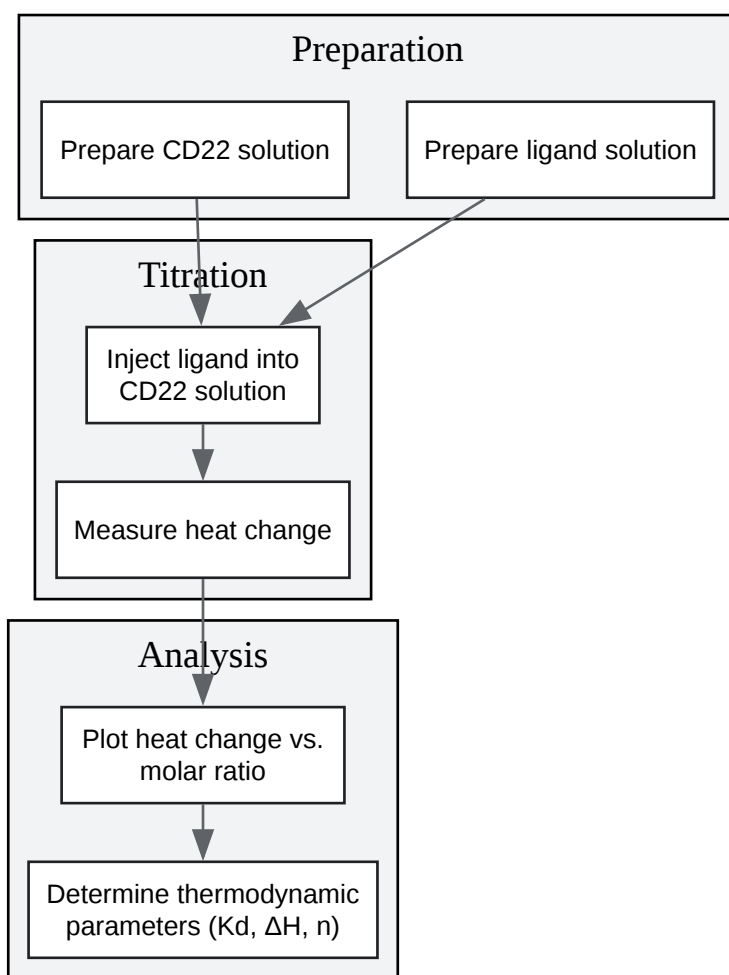 Preparation
Prepare CD22 solution
Prepare ligand solution
Titration
Inject ligand into
CD22 solution
Measure heat change
Analysis
Plot heat change vs.
molar ratio
Determine thermodynamic
parameters (Kd, ΔH, n)